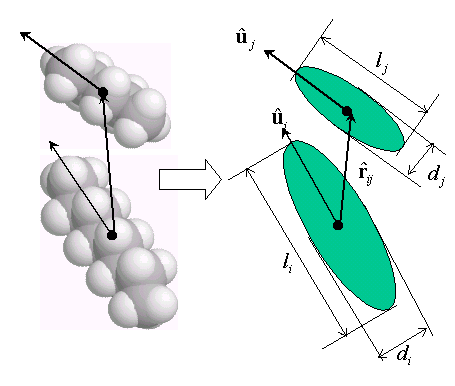 û_j
l_j
û_i
r̂_ij
d_j
l_i
d_i